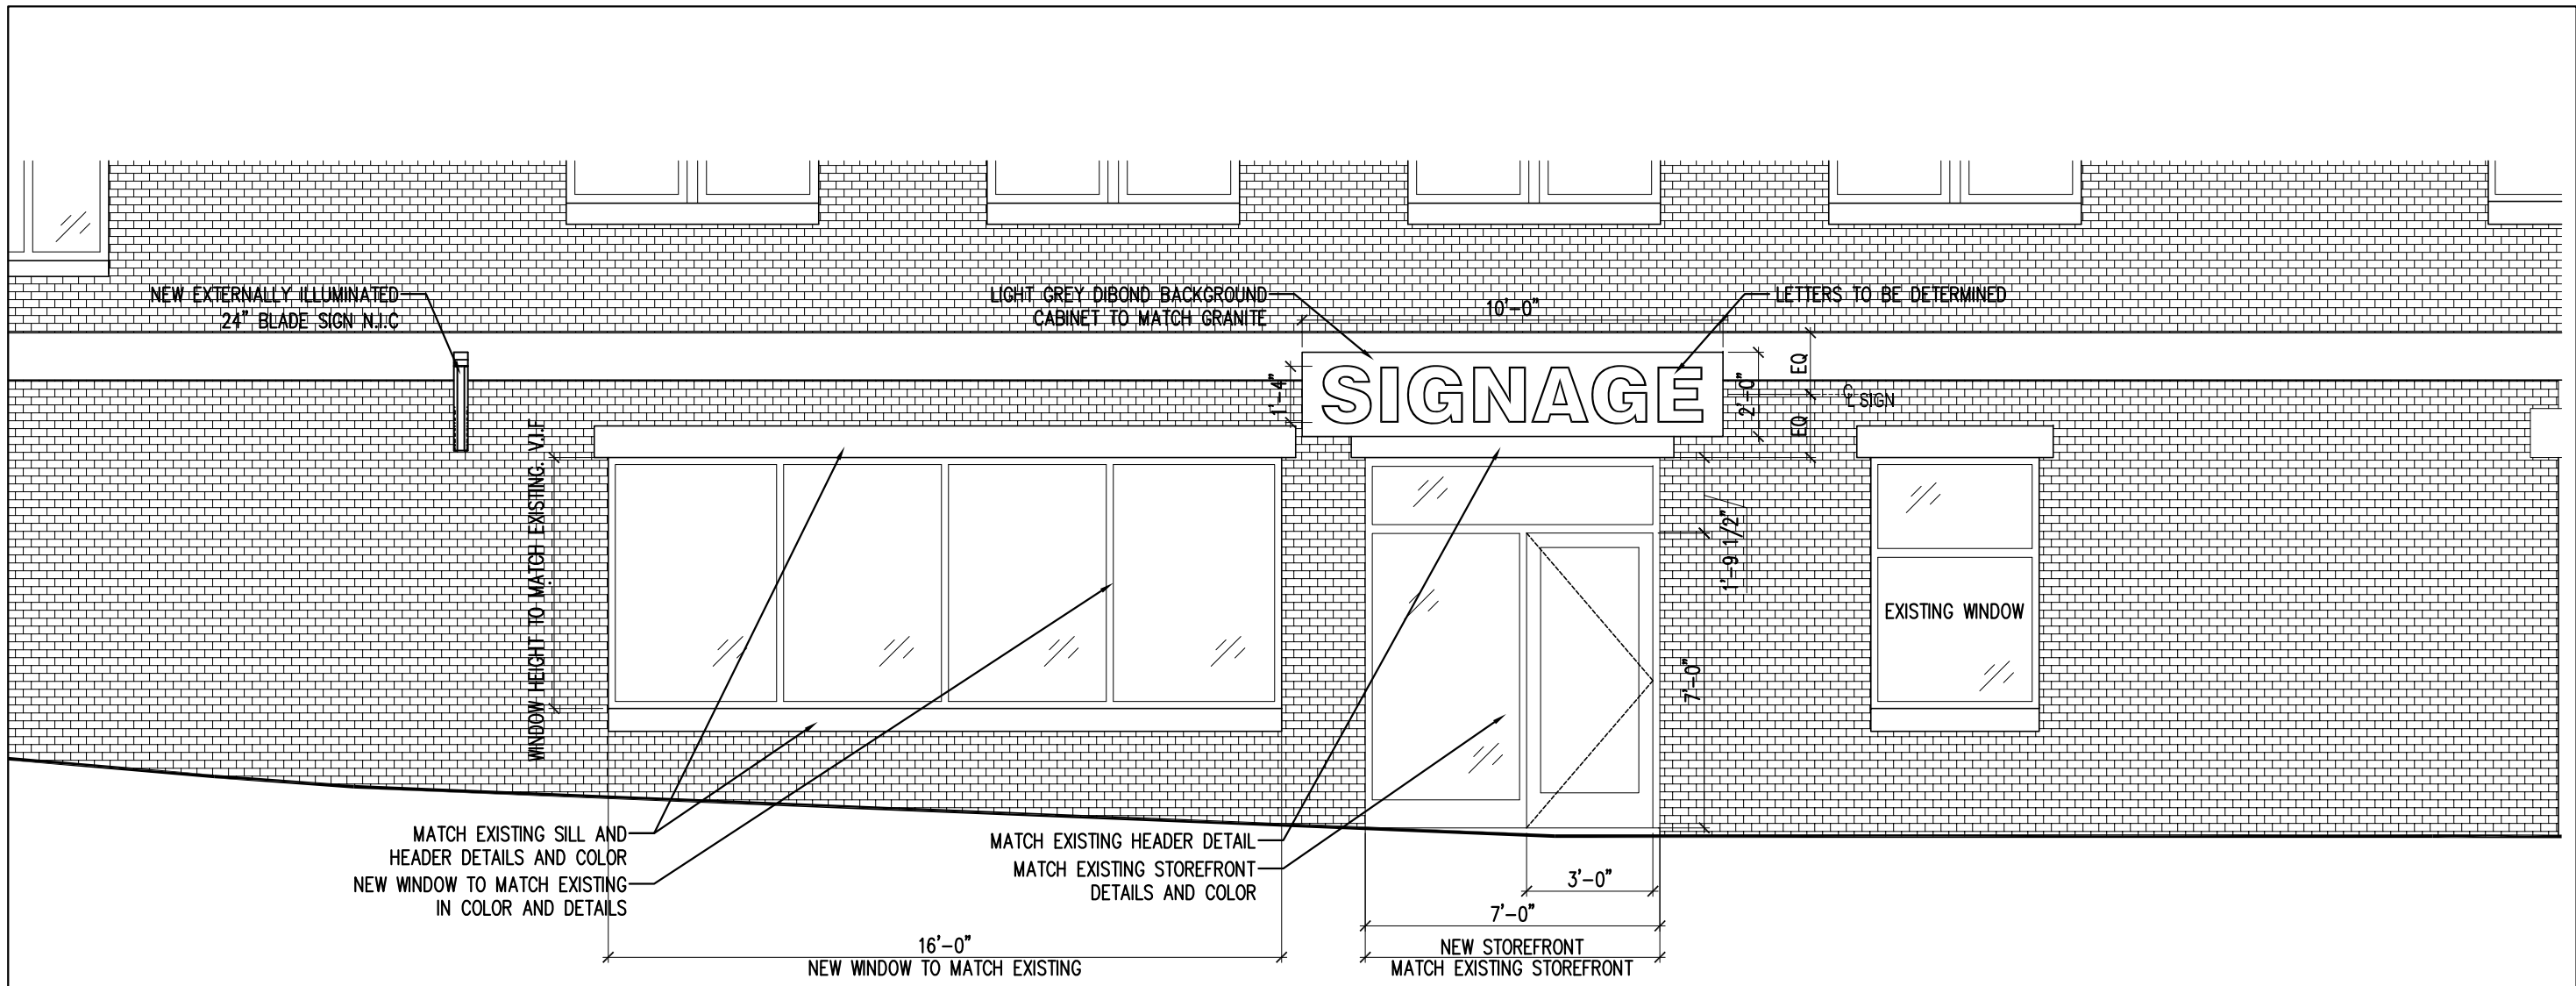 NEW EXTERNALLY ILLUMINATED
24" BLADE SIGN N.I.C
LIGHT GREY DIBOND BACKGROUND
CABINET TO MATCH GRANITE
10'-0"
LETTERS TO BE DETERMINED
1'-4"
SIGNAGE
2'-0"
EQ
EQ
CL SIGN
WINDOW HEIGHT TO MATCH EXISTING. V.I.F
1'-9 1/2"
7'-0"
EXISTING WINDOW
MATCH EXISTING SILL AND
HEADER DETAILS AND COLOR
NEW WINDOW TO MATCH EXISTING
IN COLOR AND DETAILS
MATCH EXISTING HEADER DETAIL
MATCH EXISTING STOREFRONT
DETAILS AND COLOR
3'-0"
7'-0"
NEW STOREFRONT
MATCH EXISTING STOREFRONT
16'-0"
NEW WINDOW TO MATCH EXISTING